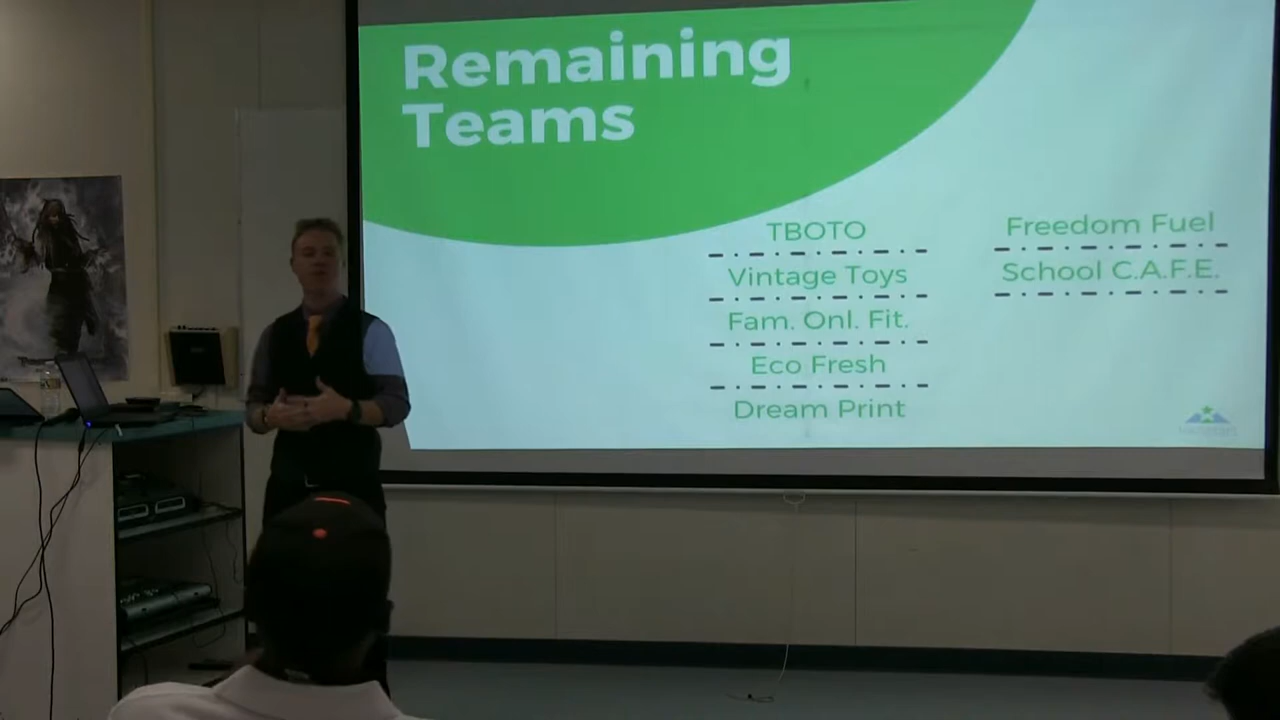 Remaining
Teams
TBOTO
Vintage Toys
Fam. Onl. Fit.
Eco Fresh
Dream Print
Freedom Fuel
School C.A.F.E.